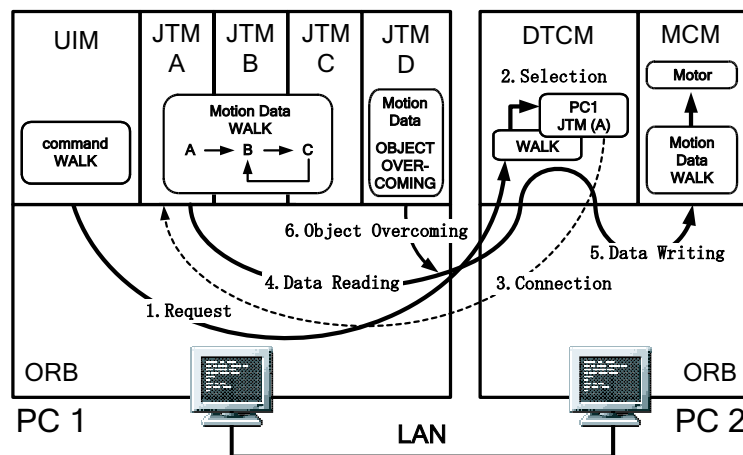 UIM
JTM
A
JTM
B
JTM
C
JTM
D
DTCM
MCM
command
WALK
Motion Data
WALK
A B C
Motion
Data
OBJECT
OVER-
COMING
2.Selection
PC1
JTM (A)
WALK
Motor
Motion
Data
WALK
6.Object Overcoming
5.Data Writing
4.Data Reading
3.Connection
1.Request
ORB
ORB
PC 1
PC 2
LAN